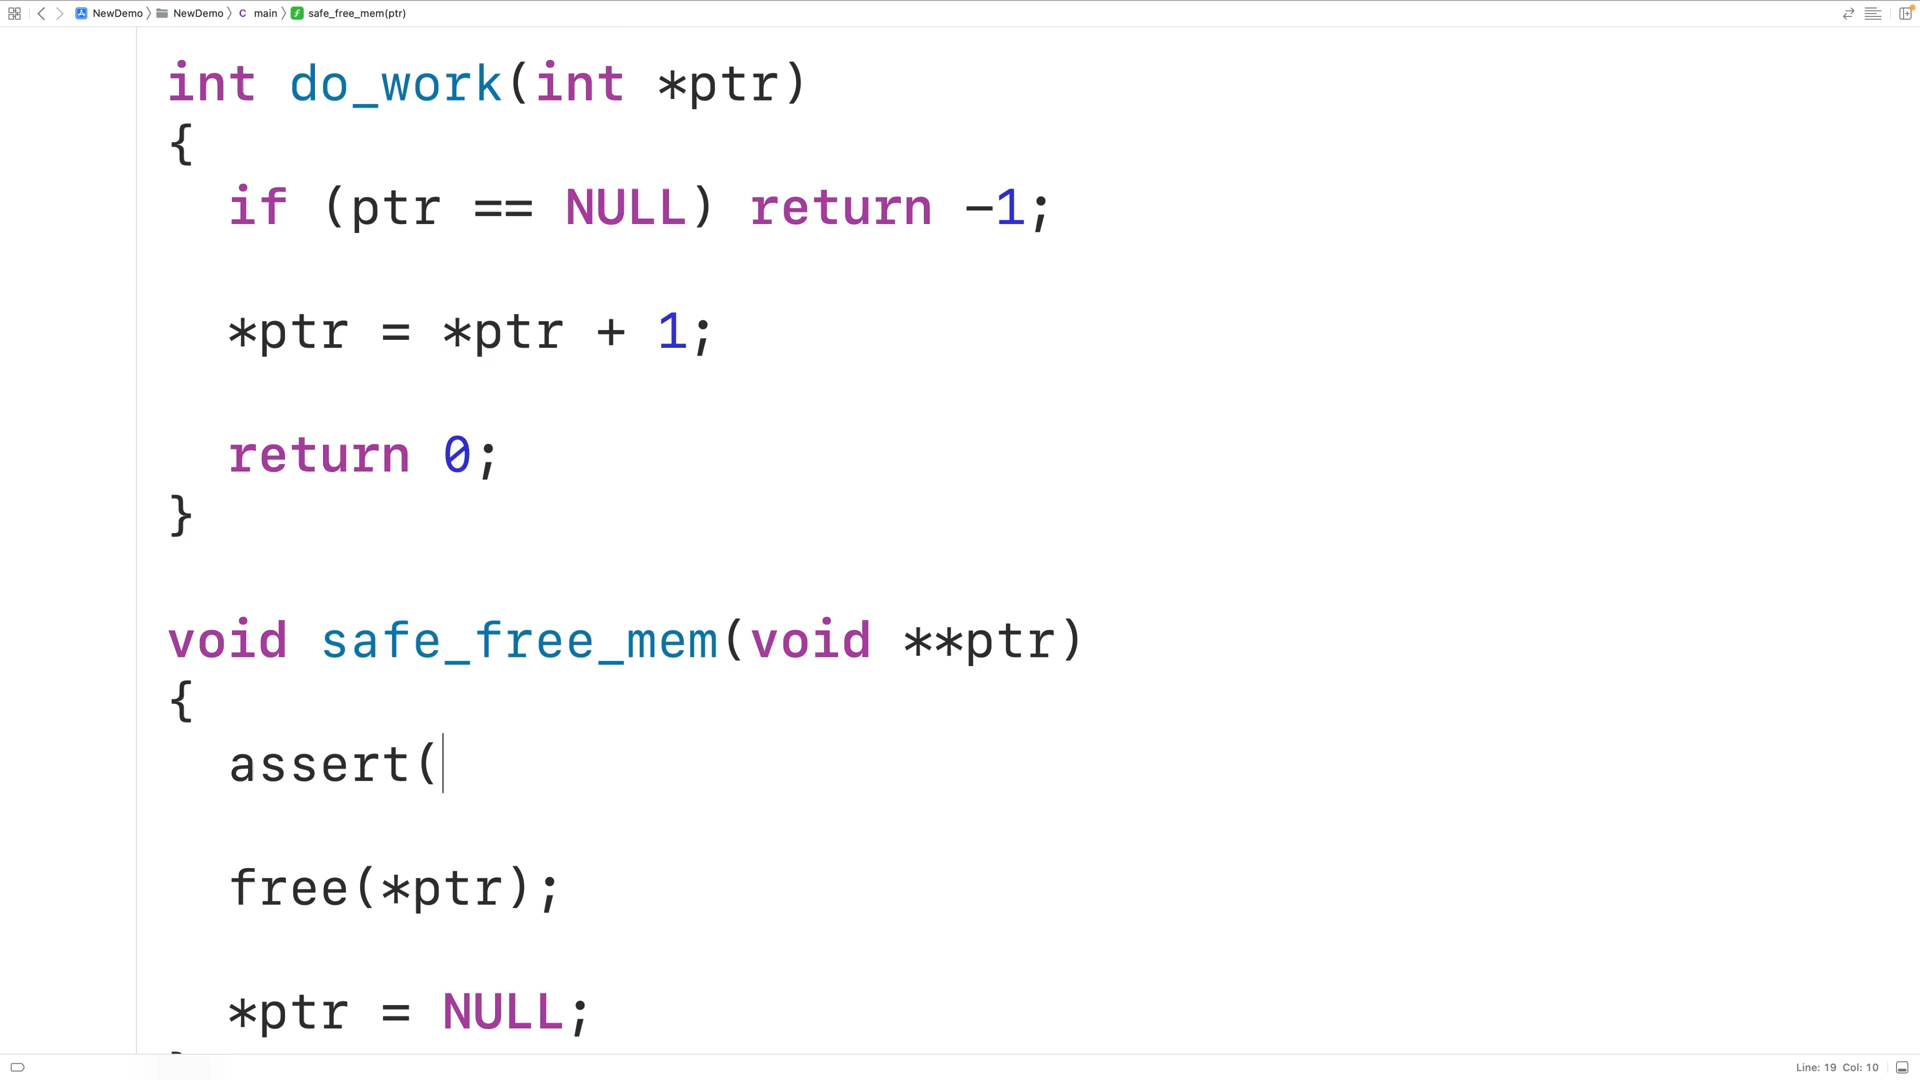 NewDemo NewDemo C main f safe_free_mem(ptr)
int do_work(int *ptr)
{
  if (ptr == NULL) return -1;
  *ptr = *ptr + 1;
  return 0;
}
void safe_free_mem(void **ptr)
{
  assert(
  free(*ptr);
  *ptr = NULL;
Line: 19 Col: 10